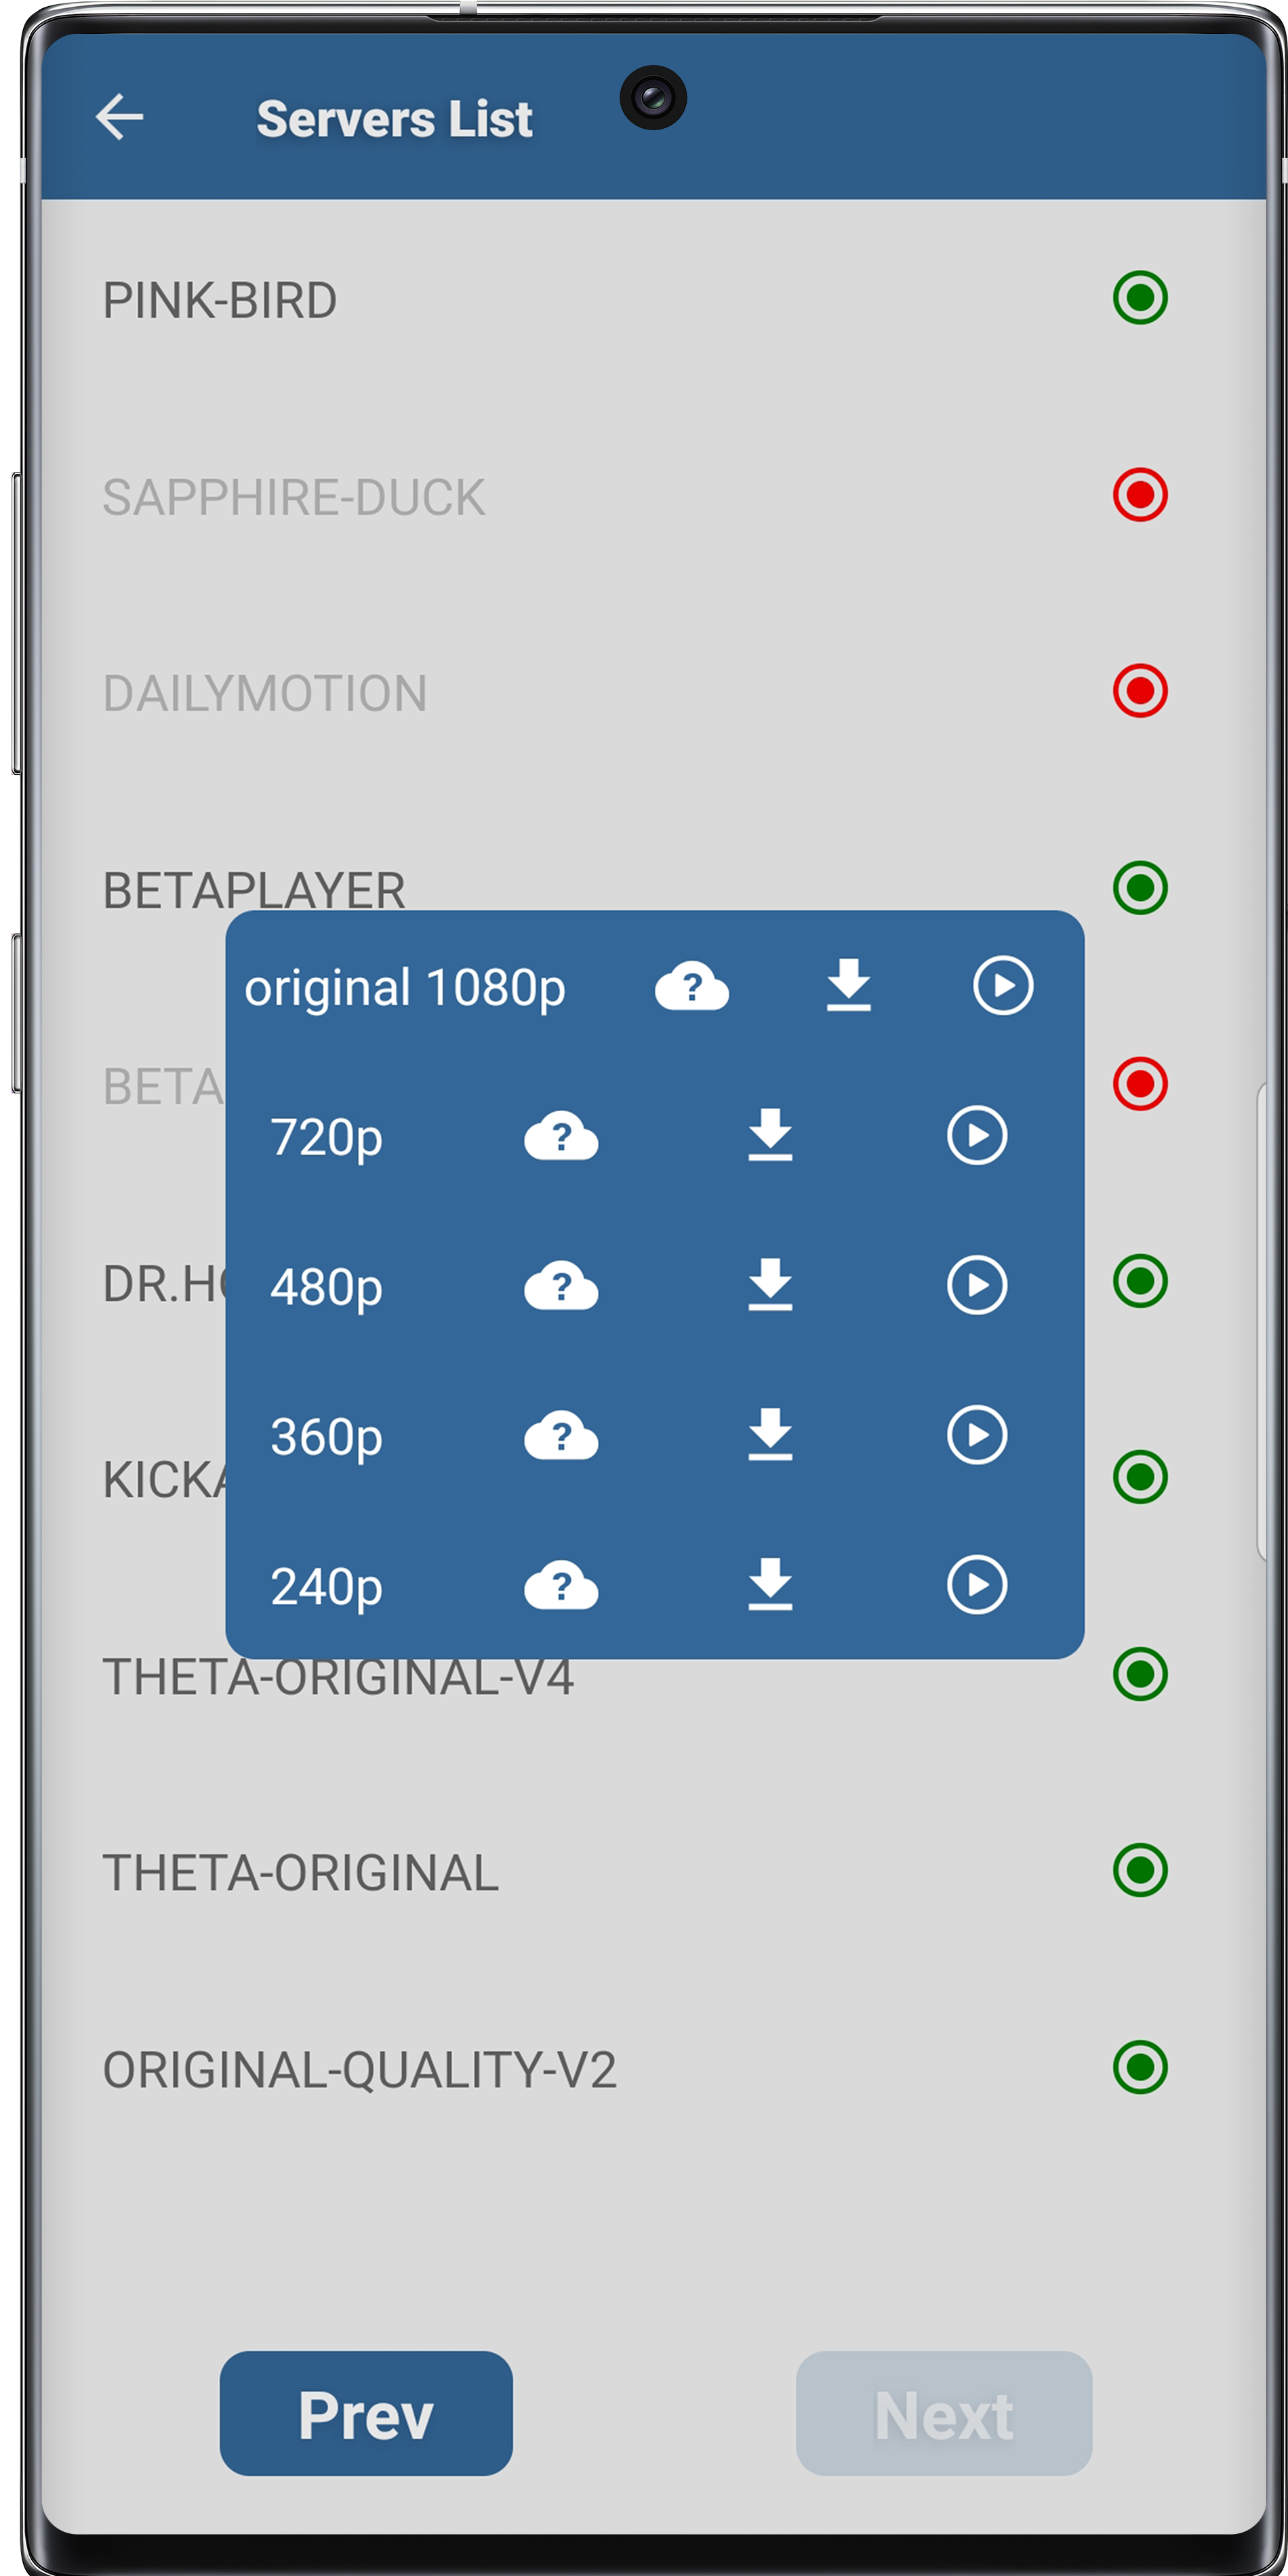 Servers List
PINK-BIRD
SAPPHIRE-DUCK
DAILYMOTION
BETAPLAYER
original 1080p
BETA
720p
DR.H
480p
KICK
360p
240p
THETA-ORIGINAL-V4
THETA-ORIGINAL
ORIGINAL-QUALITY-V2
Prev
Next